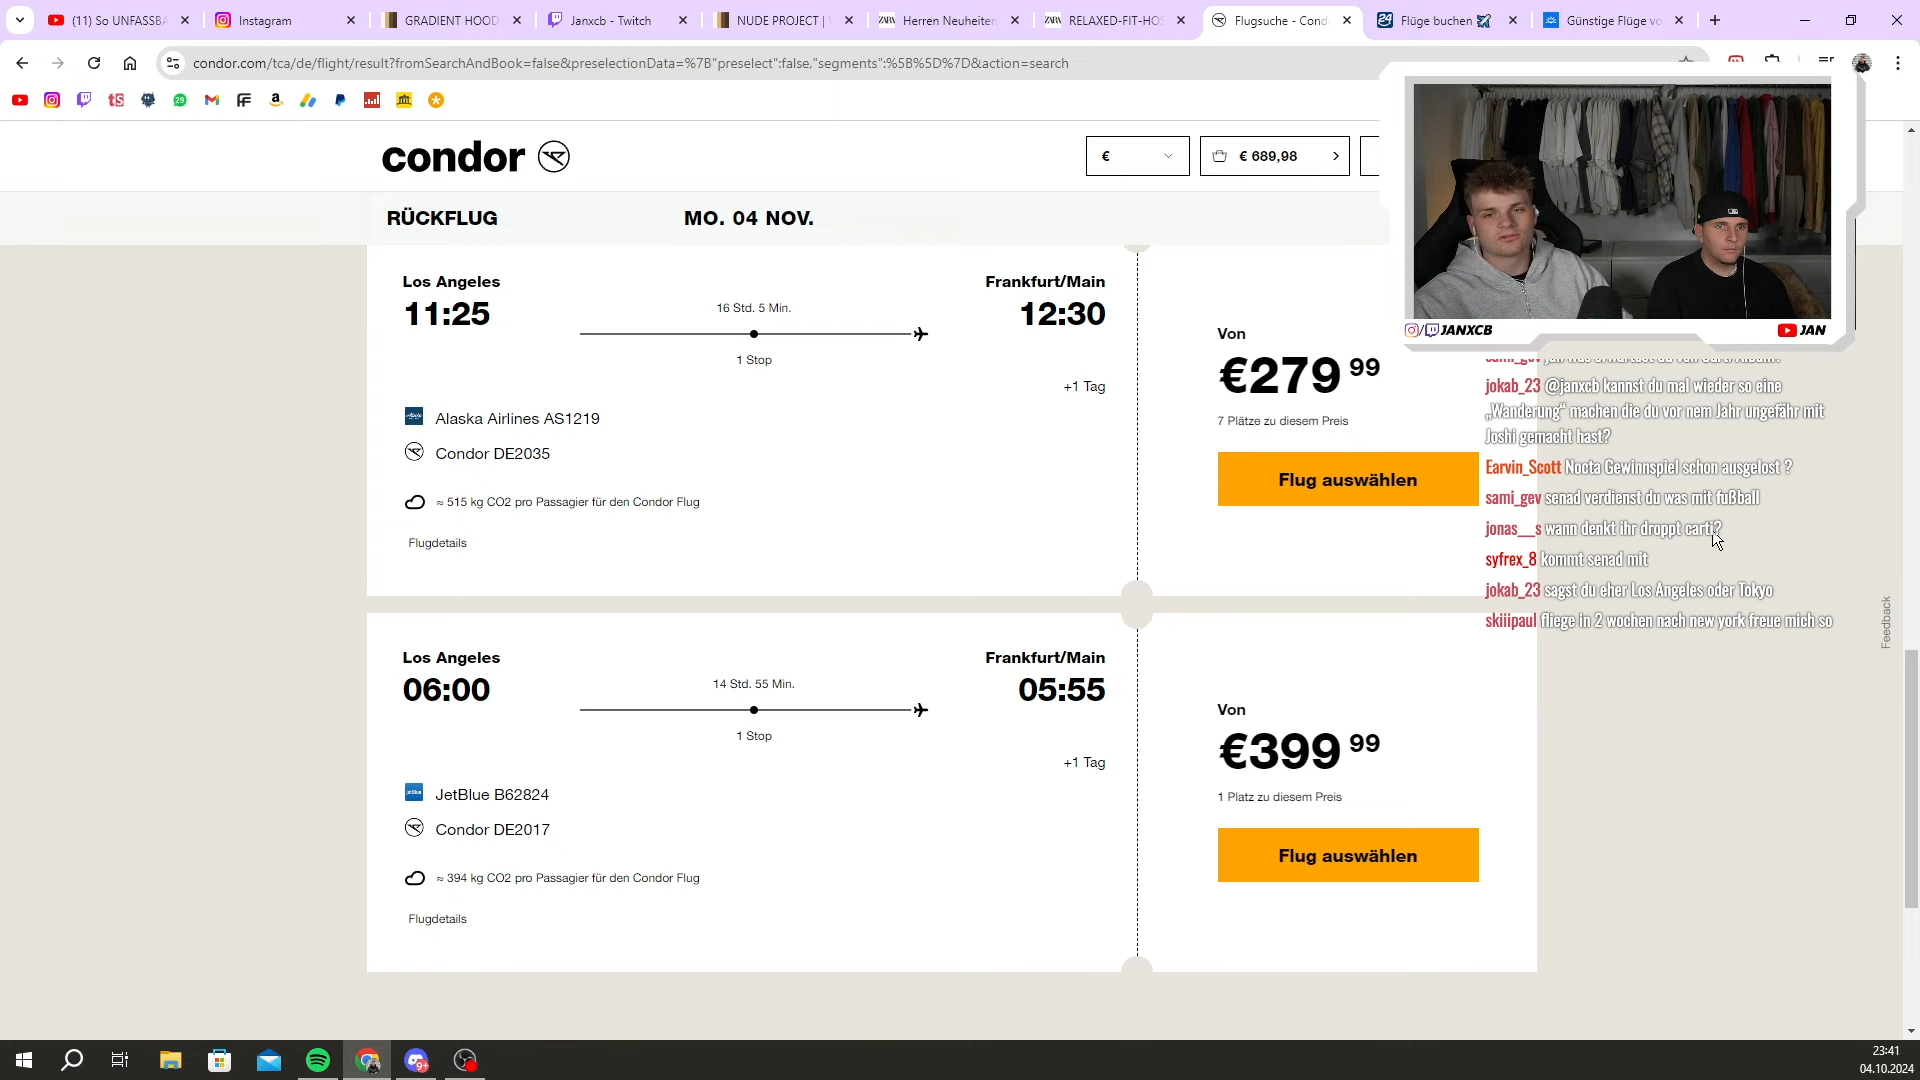 (11) So UNFASSBA
Instagram
GRADIENT HOOD
Janxcb - Twitch
NUDE PROJECT |
ZARA
Herren Neuheiten
ZARA
RELAXED-FIT-HOS
Flugsuche - Cond
24
Flüge buchen
Günstige Flüge vo
condor.com/tca/de/flight/result?fromSearchAndBook=false&preselectionData=%7B"preselect":false,"segments":%5B%5D%7D&action=search
condor
€
€ 689,98
RÜCKFLUG
MO. 04 NOV.
Los Angeles
Frankfurt/Main
11:25
16 Std. 5 Min.
12:30
1 Stop
+1 Tag
Alaska Airlines AS1219
Condor DE2035
≈ 515 kg CO2 pro Passagier für den Condor Flug
Flugdetails
Von
€279 99
7 Plätze zu diesem Preis
Flug auswählen
Los Angeles
Frankfurt/Main
06:00
14 Std. 55 Min.
05:55
1 Stop
+1 Tag
JetBlue B62824
Condor DE2017
≈ 394 kg CO2 pro Passagier für den Condor Flug
Flugdetails
Von
€399 99
1 Platz zu diesem Preis
Flug auswählen
/ JANXCB
JAN
jokab_23 @janxcb kannst du mal wieder so eine
„Wanderung“ machen die du vor nem Jahr ungefähr mit
Joshi gemacht hast?
Earvin_Scott Nocta Gewinnspiel schon ausgelost ?
sami_gev senad verdienst du was mit fußball
jonas__s wann denkt ihr droppt carti?
syfrex_8 kommt senad mit
jokab_23 sagst du eher Los Angeles oder Tokyo
skiiipaul fliege in 2 wochen nach new york freue mich so
Feedback
23:41
04.10.2024